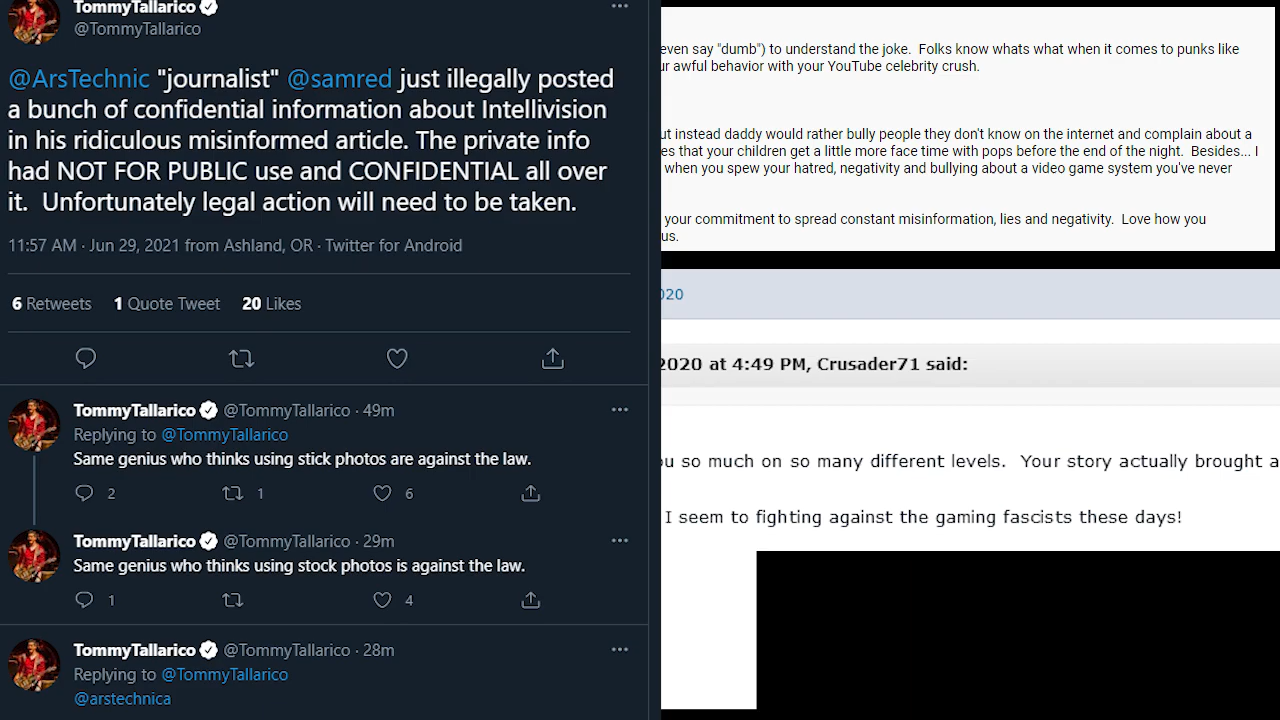 TommyTallarico
@TommyTallarico
@ArsTechnic "journalist" @samred just illegally posted
a bunch of confidential information about Intellivision
in his ridiculous misinformed article. The private info
had NOT FOR PUBLIC use and CONFIDENTIAL all over
it. Unfortunately legal action will need to be taken.
11:57 AM · Jun 29, 2021 from Ashland, OR · Twitter for Android
6 Retweets 1 Quote Tweet 20 Likes
TommyTallarico @TommyTallarico · 49m
Replying to @TommyTallarico
Same genius who thinks using stick photos are against the law.
2 1 6
TommyTallarico @TommyTallarico · 29m
Same genius who thinks using stock photos is against the law.
1 4
TommyTallarico @TommyTallarico · 28m
Replying to @TommyTallarico
@arstechnica
even say "dumb") to understand the joke. Folks know whats what when it comes to punks like
ur awful behavior with your YouTube celebrity crush.
ut instead daddy would rather bully people they don't know on the internet and complain about a
es that your children get a little more face time with pops before the end of the night. Besides... I
when you spew your hatred, negativity and bullying about a video game system you've never
your commitment to spread constant misinformation, lies and negativity. Love how you
us.
020
2020 at 4:49 PM, Crusader71 said:
ou so much on so many different levels. Your story actually brought a
I seem to fighting against the gaming fascists these days!